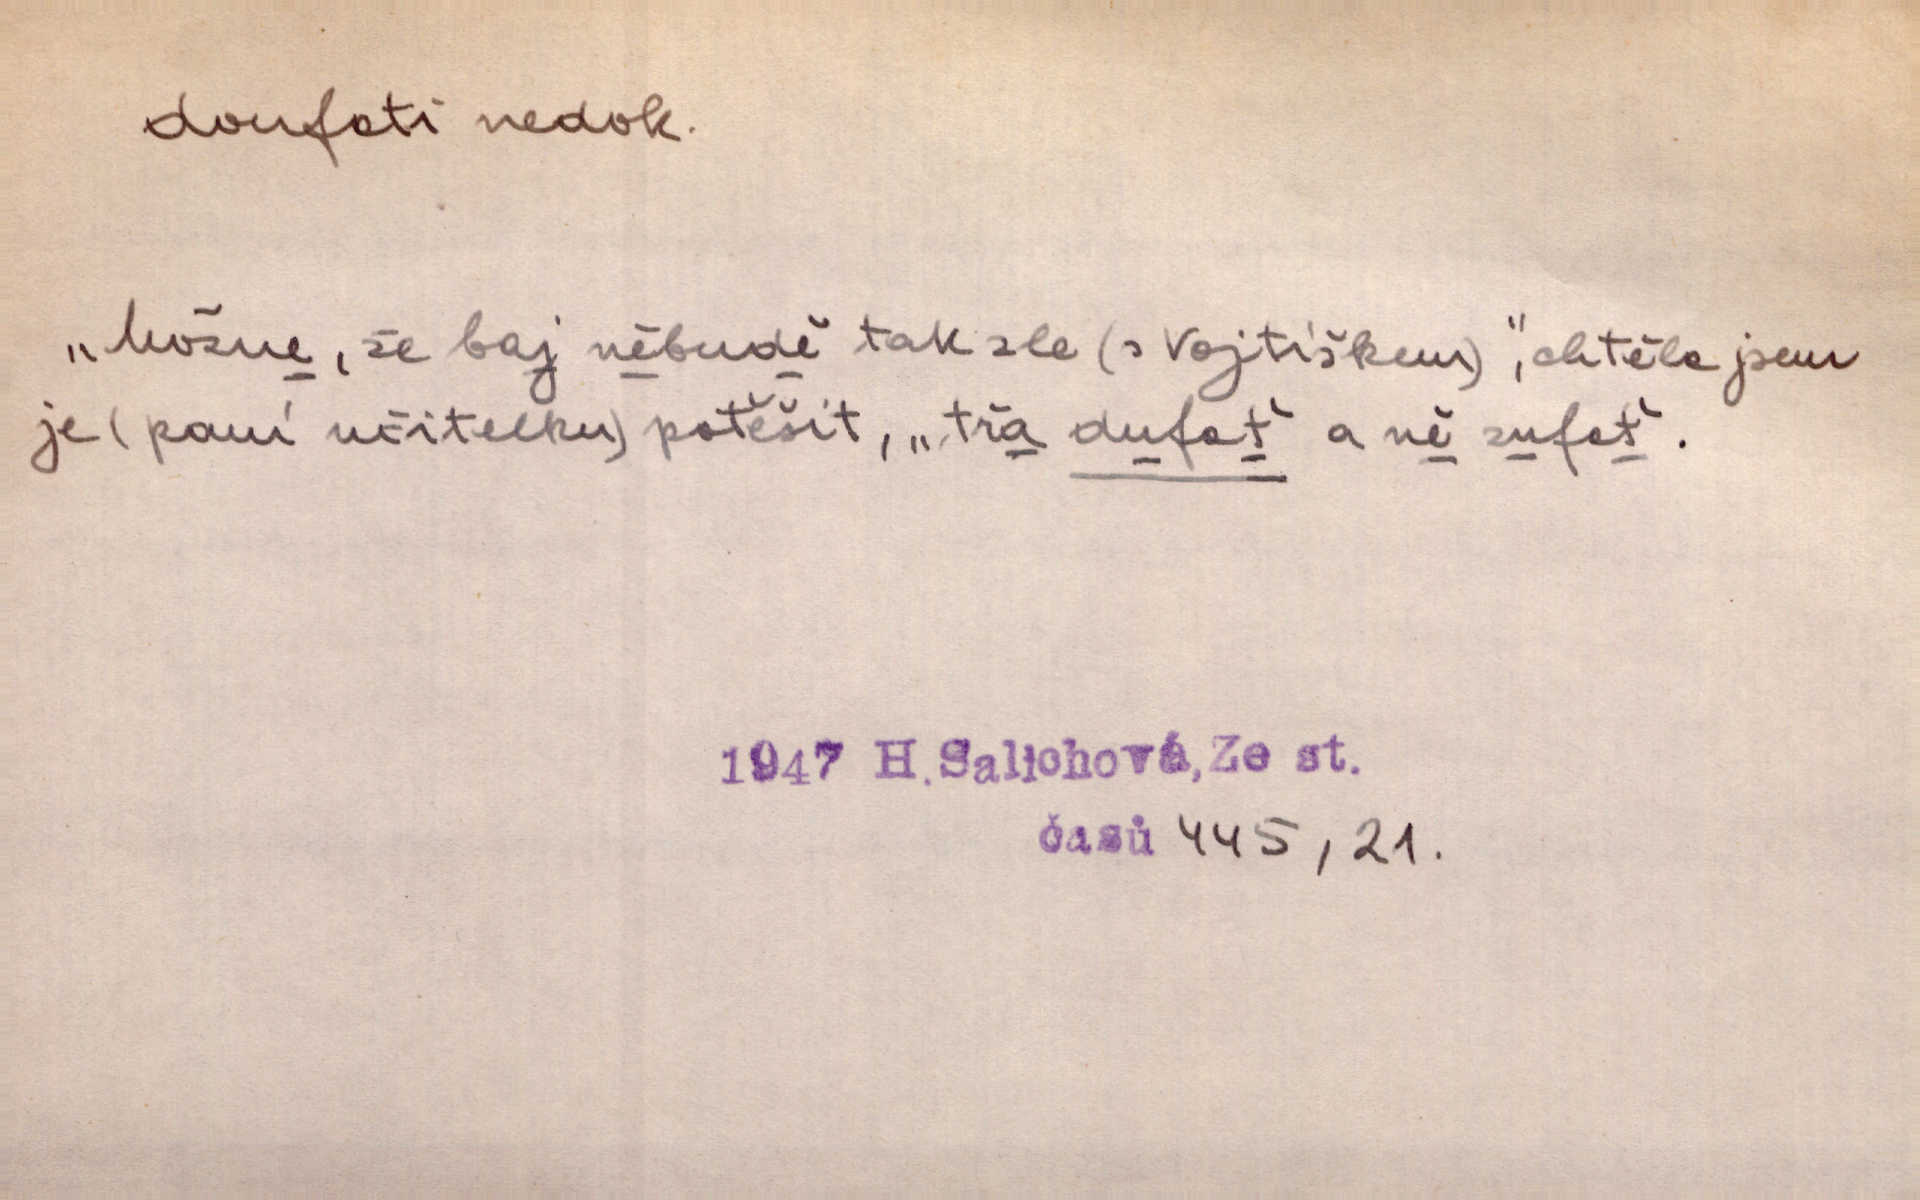 doufati nedok.
„Možne, že baj něbudě tak zle (s Vojtíškem)“, chtěla jsem
je (paní učitelku) potěšit, „třa dufať a ně zufať.
1947 H.Salichová, Ze st.
časů 445, 21.